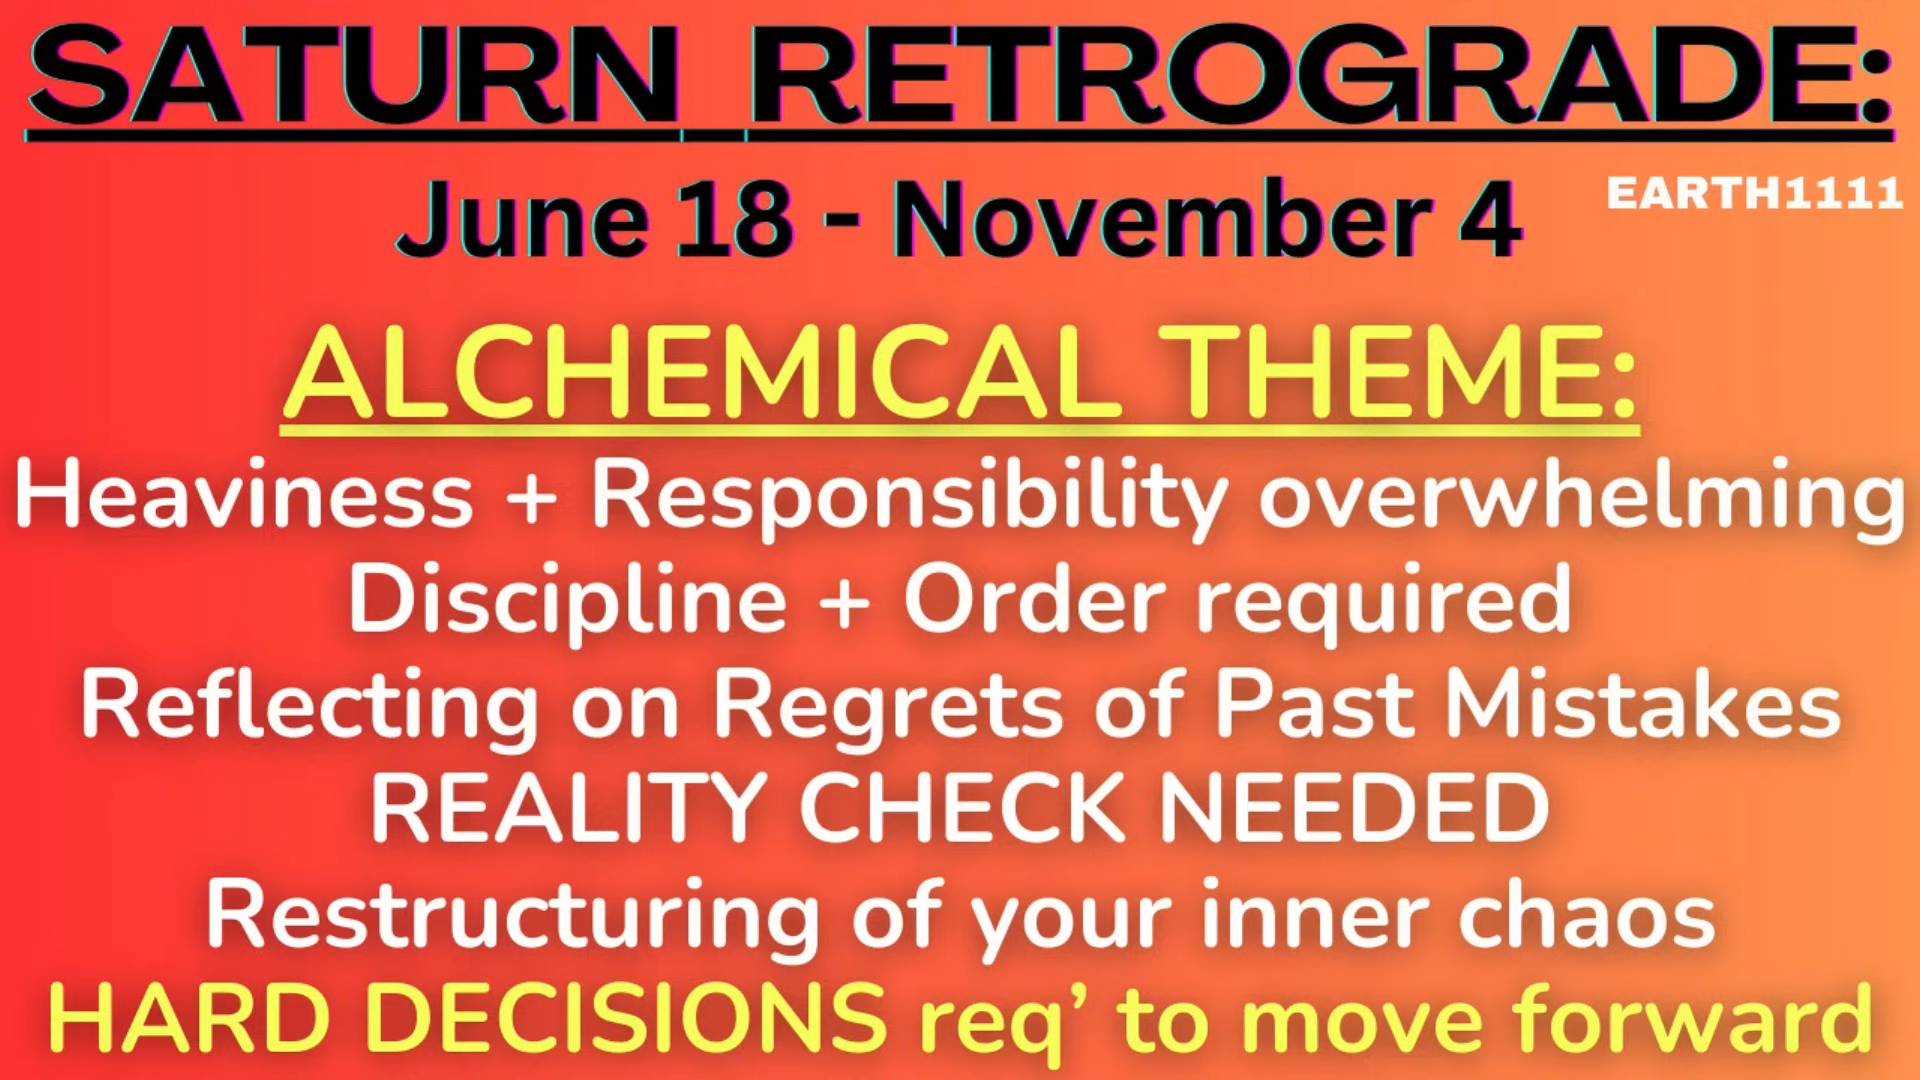 SATURN RETROGRADE:
June 18 - November 4
EARTH1111
ALCHEMICAL THEME:
Heaviness + Responsibility overwhelming
Discipline + Order required
Reflecting on Regrets of Past Mistakes
REALITY CHECK NEEDED
Restructuring of your inner chaos
HARD DECISIONS req’ to move forward